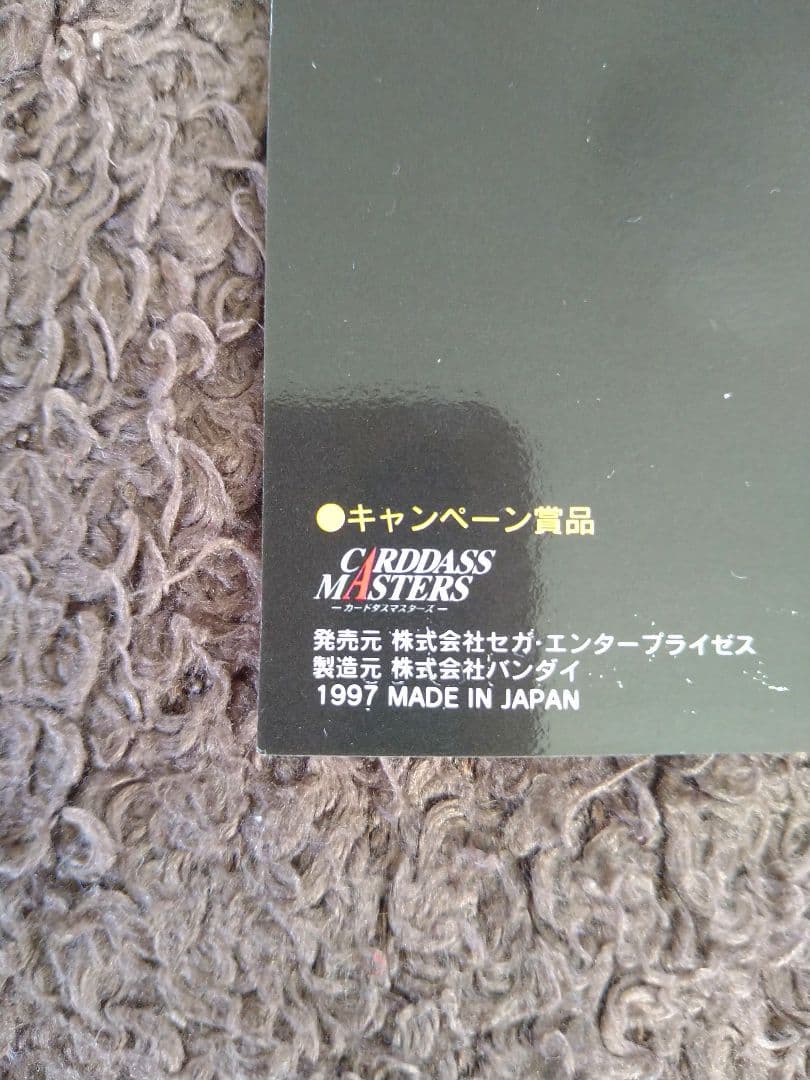 ●キャンペーン賞品
CARDDASS
MASTERS
ーカードダスマスターズー
発売元 株式会社セガ・エンタープライゼス
製造元 株式会社バンダイ
1997 MADE IN JAPAN